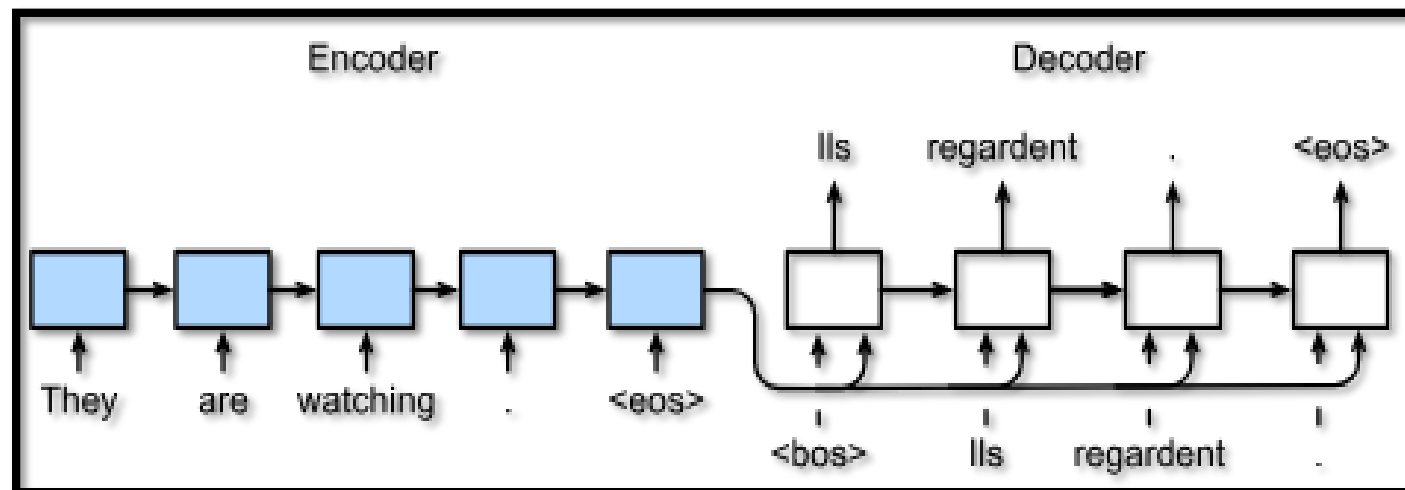 Encoder Decoder
Ils regardent . <eos>
They are watching . <eos>
<bos> Ils regardent .